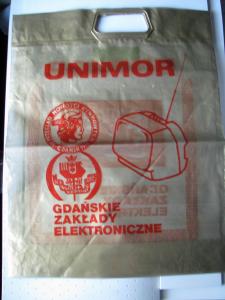 UNIMOR
GDAŃSKIE
ZAKŁADY
ELEKTRONICZNE